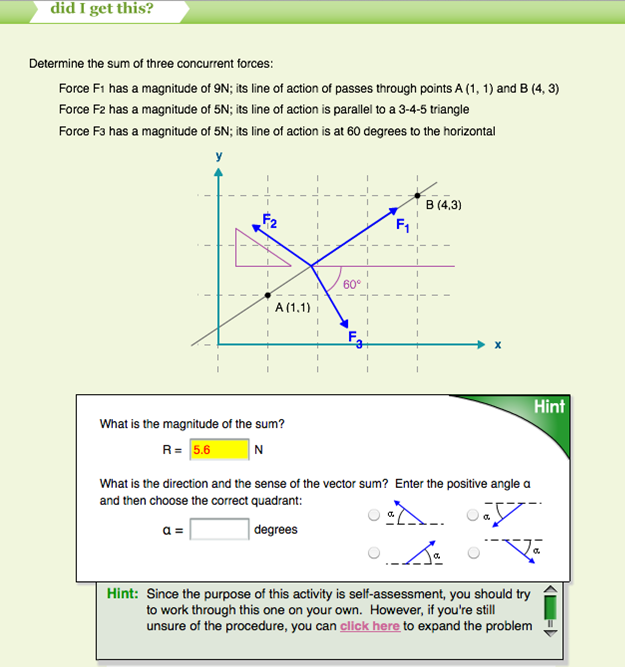 did I get this?
Determine the sum of three concurrent forces:
Force F1 has a magnitude of 9N; its line of action of passes through points A (1, 1) and B (4, 3)
Force F2 has a magnitude of 5N; its line of action is parallel to a 3-4-5 triangle
Force F3 has a magnitude of 5N; its line of action is at 60 degrees to the horizontal
y
B (4,3)
F2
F1
60°
A (1,1)
F3
x
Hint
What is the magnitude of the sum?
R = 5.6 N
What is the direction and the sense of the vector sum? Enter the positive angle α
and then choose the correct quadrant:
α α
α = degrees
α α
Hint: Since the purpose of this activity is self-assessment, you should try
to work through this one on your own. However, if you're still
unsure of the procedure, you can click here to expand the problem